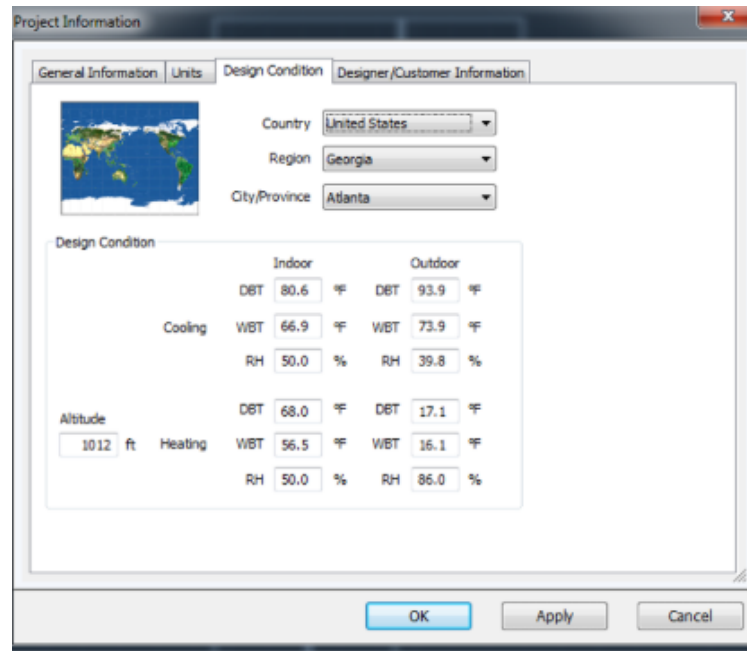 Project Information
x
General Information Units Design Condition Designer/Customer Information
Country United States
Region Georgia
City/Province Atlanta
Design Condition
Indoor Outdoor
DBT 80.6 °F DBT 93.9 °F
Cooling WBT 66.9 °F WBT 73.9 °F
RH 50.0 % RH 39.8 %
DBT 68.0 °F DBT 17.1 °F
Altitude
1012 ft Heating WBT 56.5 °F WBT 16.1 °F
RH 50.0 % RH 86.0 %
OK Apply Cancel